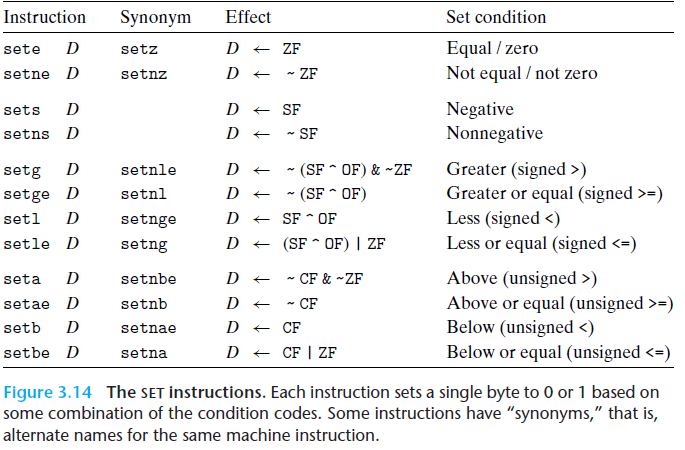 Instruction Synonym Effect Set condition
sete D setz D ← ZF Equal / zero
setne D setnz D ← ~ ZF Not equal / not zero
sets D D ← SF Negative
setns D D ← ~ SF Nonnegative
setg D setnle D ← ~ (SF ^ OF) & ~ZF Greater (signed >)
setge D setnl D ← ~ (SF ^ OF) Greater or equal (signed >=)
setl D setnge D ← SF ^ OF Less (signed <)
setle D setng D ← (SF ^ OF) | ZF Less or equal (signed <=)
seta D setnbe D ← ~ CF & ~ZF Above (unsigned >)
setae D setnb D ← ~ CF Above or equal (unsigned >=)
setb D setnae D ← CF Below (unsigned <)
setbe D setna D ← CF | ZF Below or equal (unsigned <=)
Figure 3.14 The SET instructions. Each instruction sets a single byte to 0 or 1 based on
some combination of the condition codes. Some instructions have “synonyms,” that is,
alternate names for the same machine instruction.